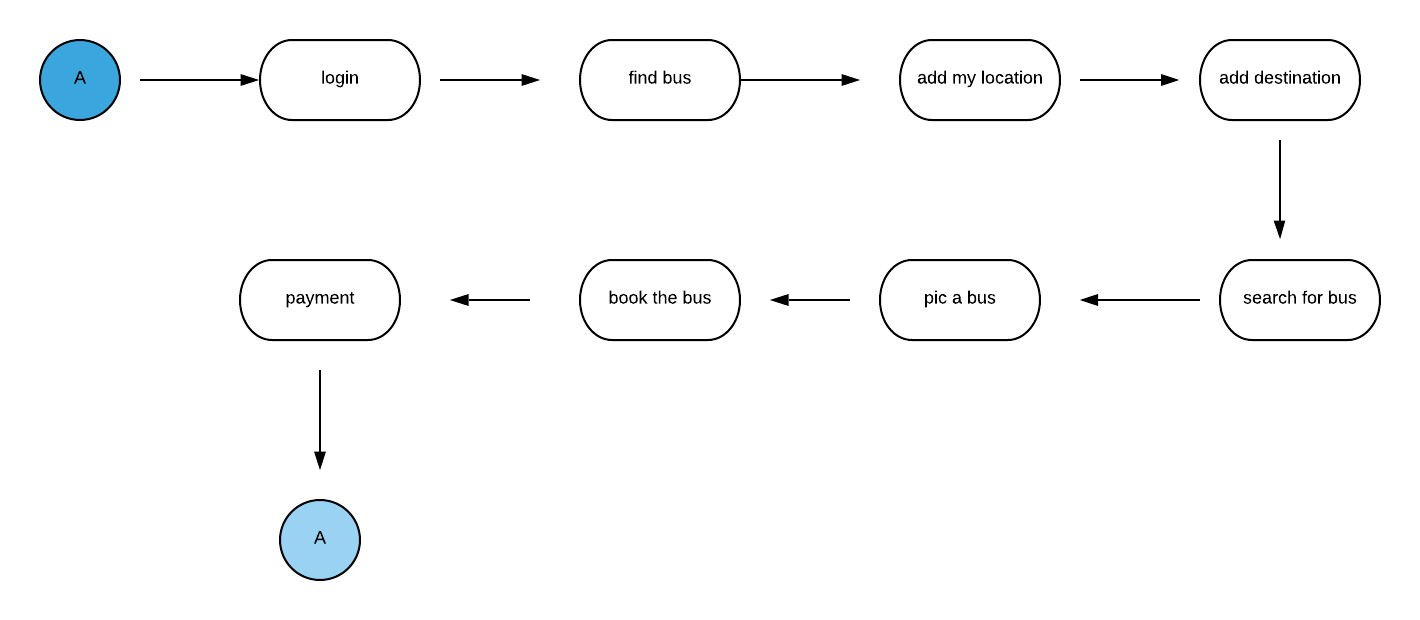 A
login
find bus
add my location
add destination
search for bus
pic a bus
book the bus
payment
A